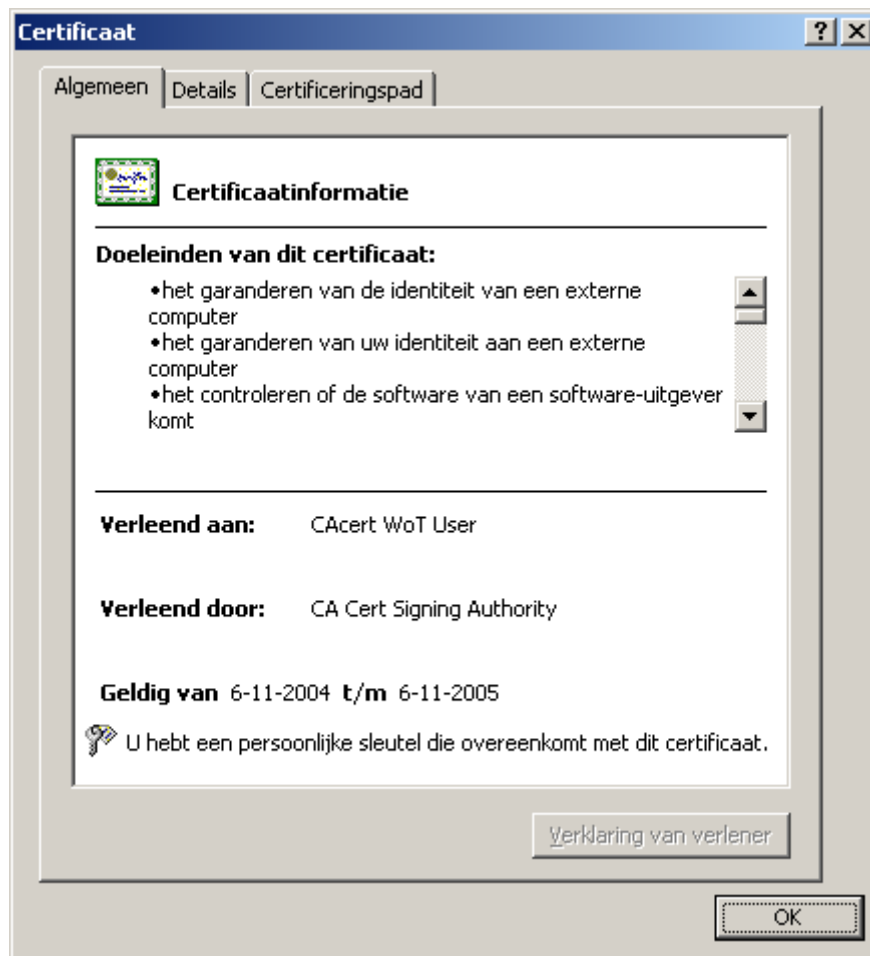 Certificaat
Algemeen Details Certificeringspad
Certificaatinformatie
Doeleinden van dit certificaat:
•het garanderen van de identiteit van een externe
computer
•het garanderen van uw identiteit aan een externe
computer
•het controleren of de software van een software-uitgever
komt
Verleend aan: CAcert WoT User
Verleend door: CA Cert Signing Authority
Geldig van 6-11-2004 t/m 6-11-2005
U hebt een persoonlijke sleutel die overeenkomt met dit certificaat.
Verklaring van verlener
OK